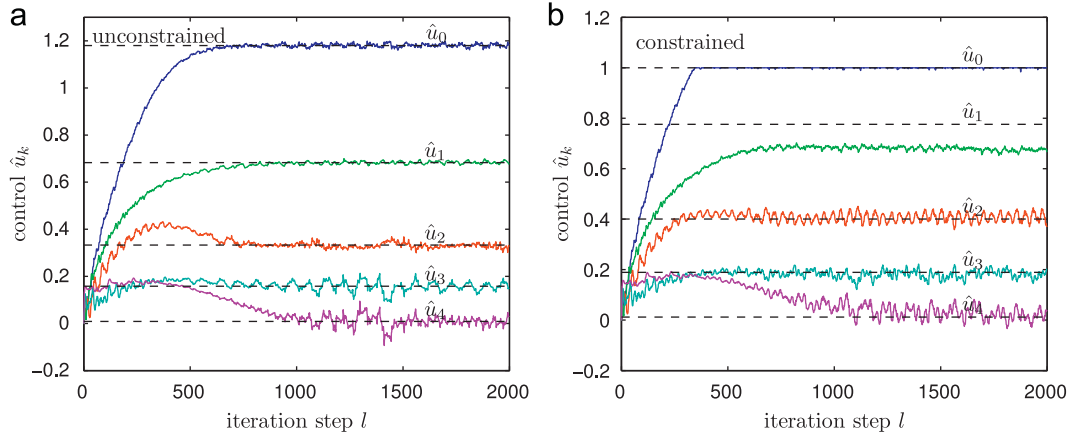 a
unconstrained
û₀
û₁
û₂
û₃
û₄
1.2
1
0.8
0.6
0.4
0.2
0
−0.2
control û_k
0
500
1000
1500
2000
iteration step l
b
constrained
û₀
û₁
û₂
û₃
û₄
1.2
1
0.8
0.6
0.4
0.2
0
−0.2
control û_k
0
500
1000
1500
2000
iteration step l